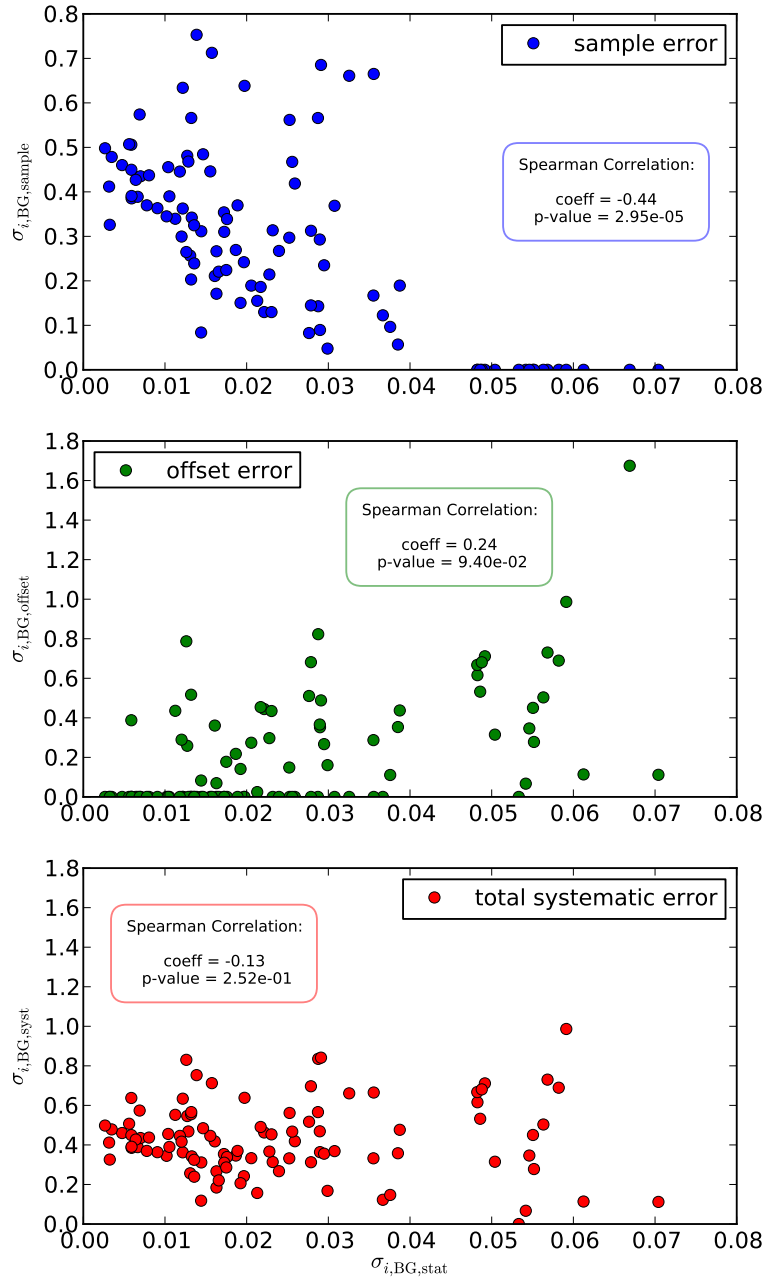 0.8
0.7
0.6
0.5
0.4
0.3
0.2
0.1
0.0
σi,BG,sample
sample error
Spearman Correlation:
coeff = -0.44
p-value = 2.95e-05
0.00 0.01 0.02 0.03 0.04 0.05 0.06 0.07 0.08
1.8
1.6
1.4
1.2
1.0
0.8
0.6
0.4
0.2
0.0
σi,BG,offset
offset error
Spearman Correlation:
coeff = 0.24
p-value = 9.40e-02
0.00 0.01 0.02 0.03 0.04 0.05 0.06 0.07 0.08
1.8
1.6
1.4
1.2
1.0
0.8
0.6
0.4
0.2
0.0
σi,BG,syst
total systematic error
Spearman Correlation:
coeff = -0.13
p-value = 2.52e-01
0.00 0.01 0.02 0.03 0.04 0.05 0.06 0.07 0.08
σi,BG,stat